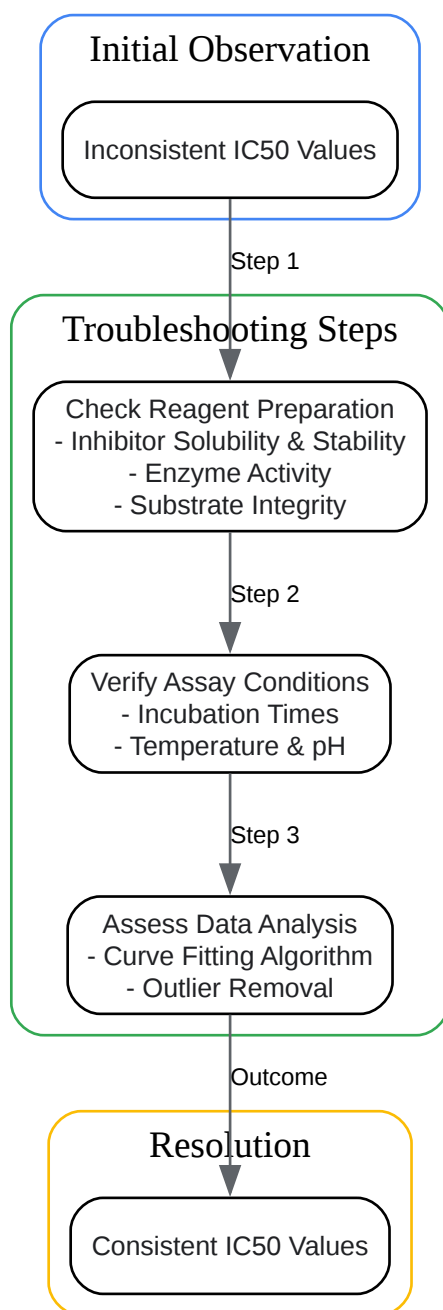 Initial Observation
Inconsistent IC50 Values
Step 1
Troubleshooting Steps
Check Reagent Preparation
- Inhibitor Solubility & Stability
- Enzyme Activity
- Substrate Integrity
Step 2
Verify Assay Conditions
- Incubation Times
- Temperature & pH
Step 3
Assess Data Analysis
- Curve Fitting Algorithm
- Outlier Removal
Outcome
Resolution
Consistent IC50 Values